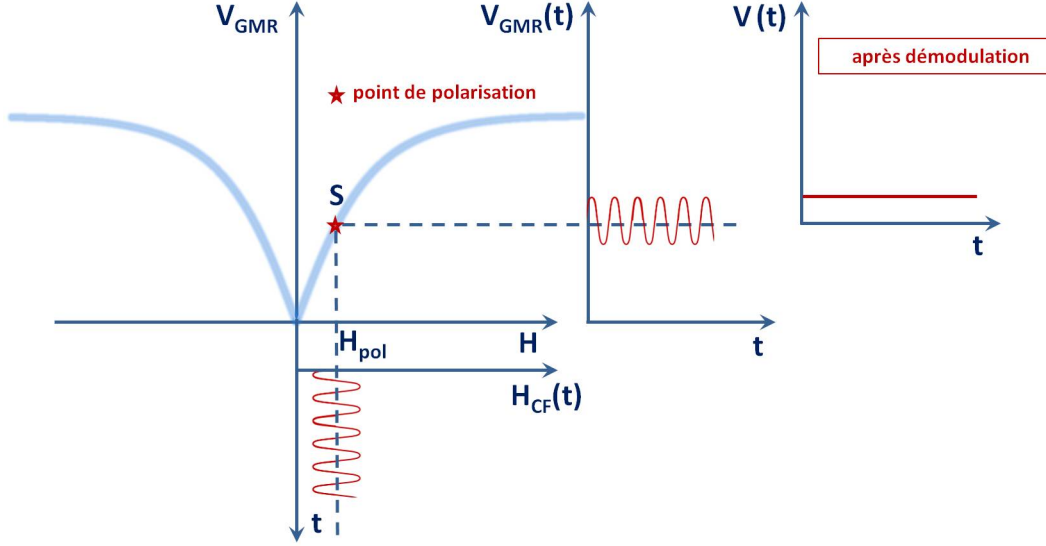 V_GMR
V_GMR(t)
V (t)
après démodulation
point de polarisation
S
t
H_pol
H
t
H_CF(t)
t